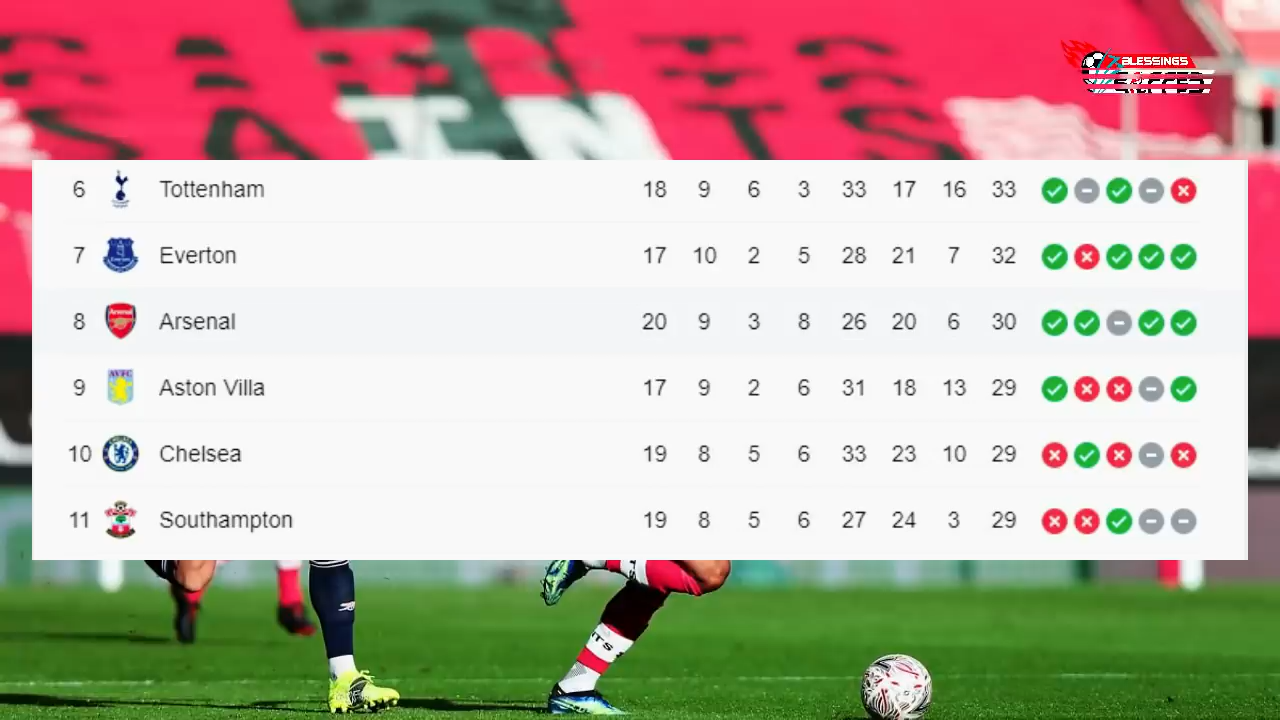 BLESSINGS
SAINTS
6 Tottenham 18 9 6 3 33 17 16 33
7 Everton 17 10 2 5 28 21 7 32
8 Arsenal 20 9 3 8 26 20 6 30
9 Aston Villa 17 9 2 6 31 18 13 29
10 Chelsea 19 8 5 6 33 23 10 29
11 Southampton 19 8 5 6 27 24 3 29